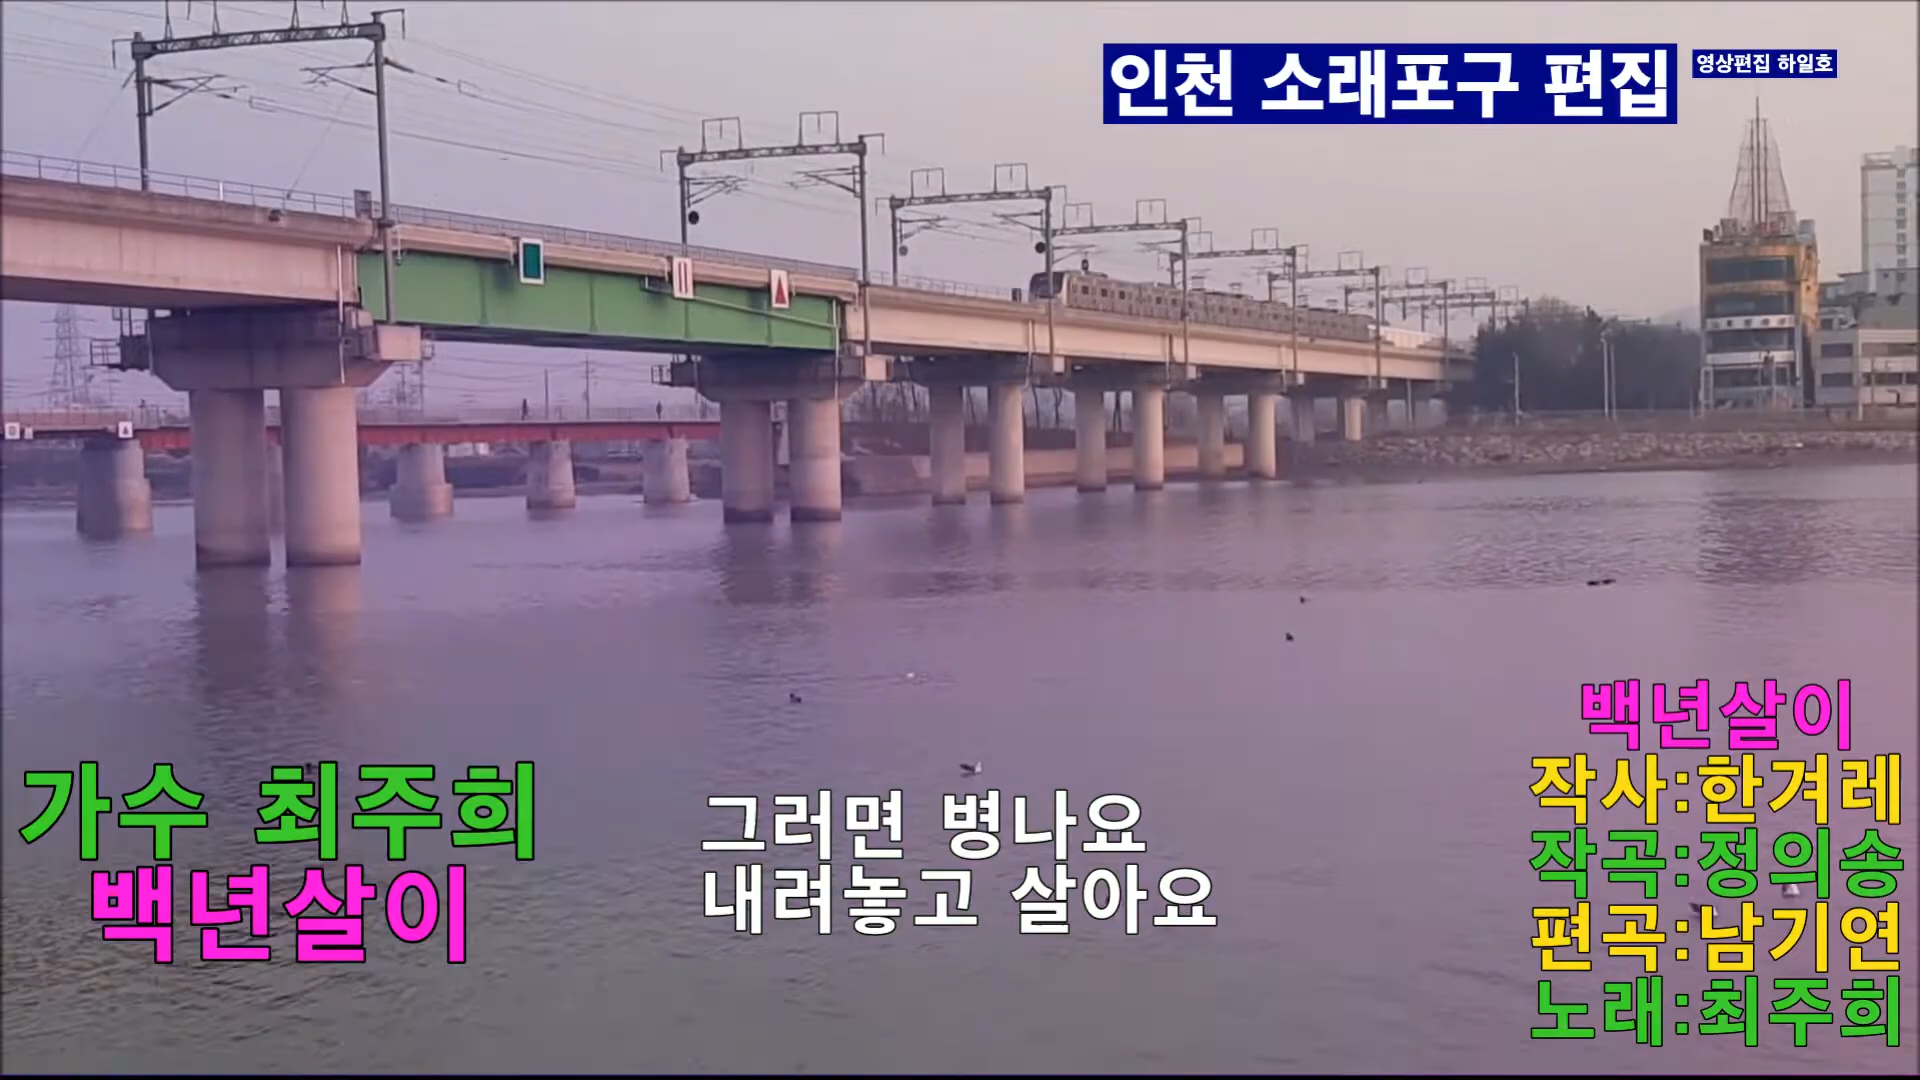 인천 소래포구 편집
영상편집 하일호
가수 최주희
백년살이
그러면 병나요
내려놓고 살아요
백년살이
작사:한겨레
작곡:정의송
편곡:남기연
노래:최주희